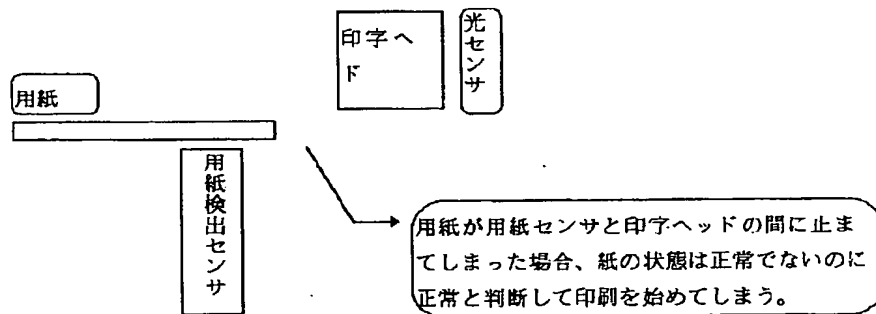 印字ヘ
ド
光センサ
用紙
用紙検出センサ
用紙が用紙センサと印字ヘッドの間に止ま
てしまった場合、紙の状態は正常でないのに
正常と判断して印刷を始めてしまう。